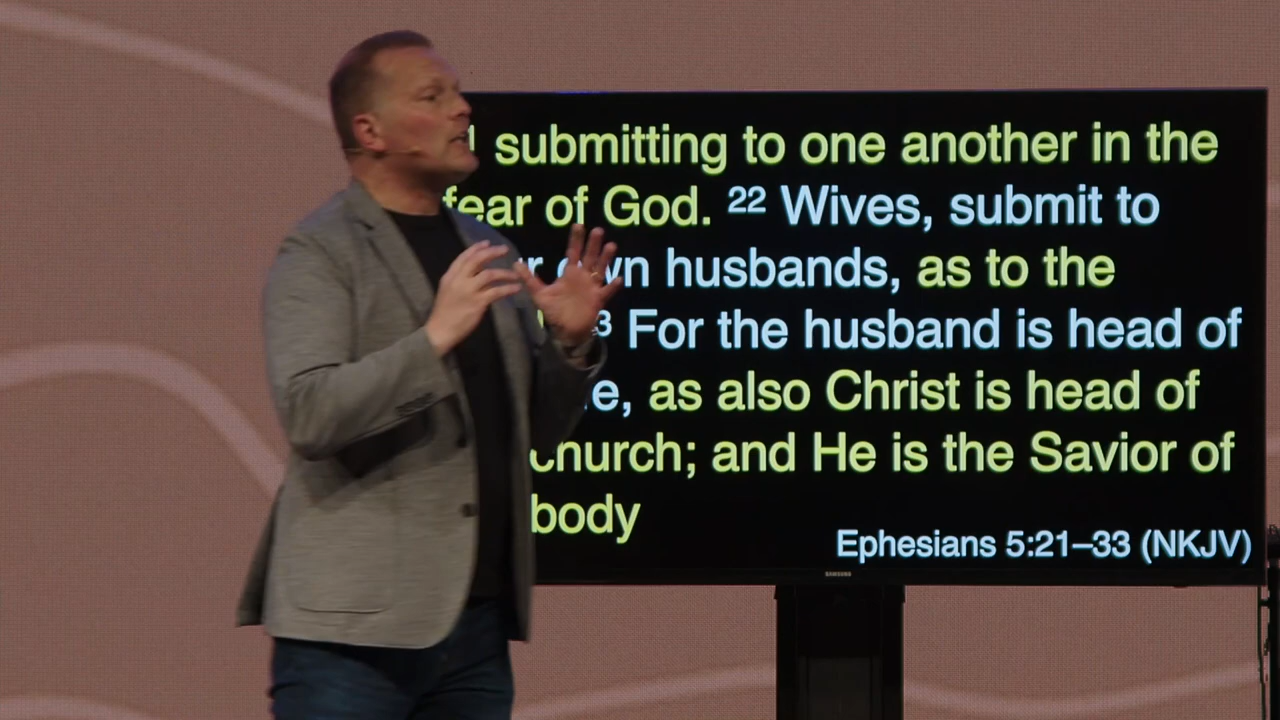 submitting to one another in the
fear of God. 22 Wives, submit to
own husbands, as to the
For the husband is head of
as also Christ is head of
church; and He is the Savior of
body
Ephesians 5:21–33 (NKJV)
SAMSUNG